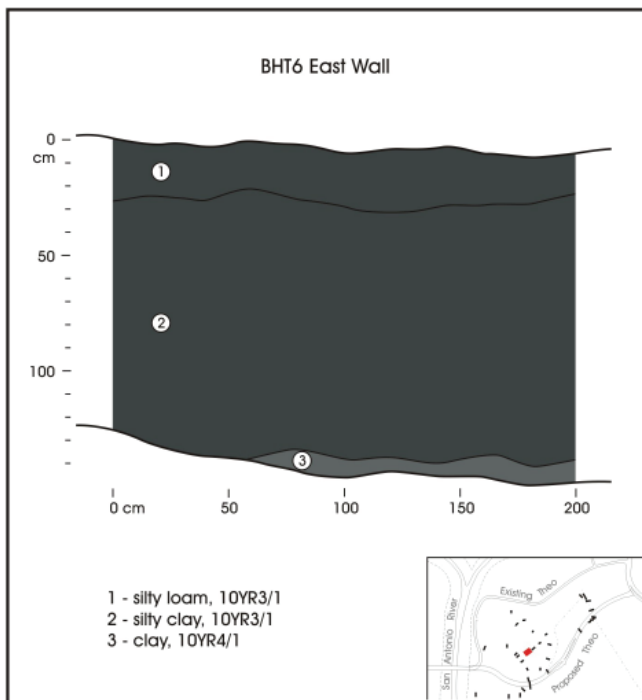 BHT6 East Wall
0
cm
50
100
1
2
3
0 cm
50
100
150
200
1 - silty loam, 10YR3/1
2 - silty clay, 10YR3/1
3 - clay, 10YR4/1
San Antonio River
Existing Theo
Proposed Theo